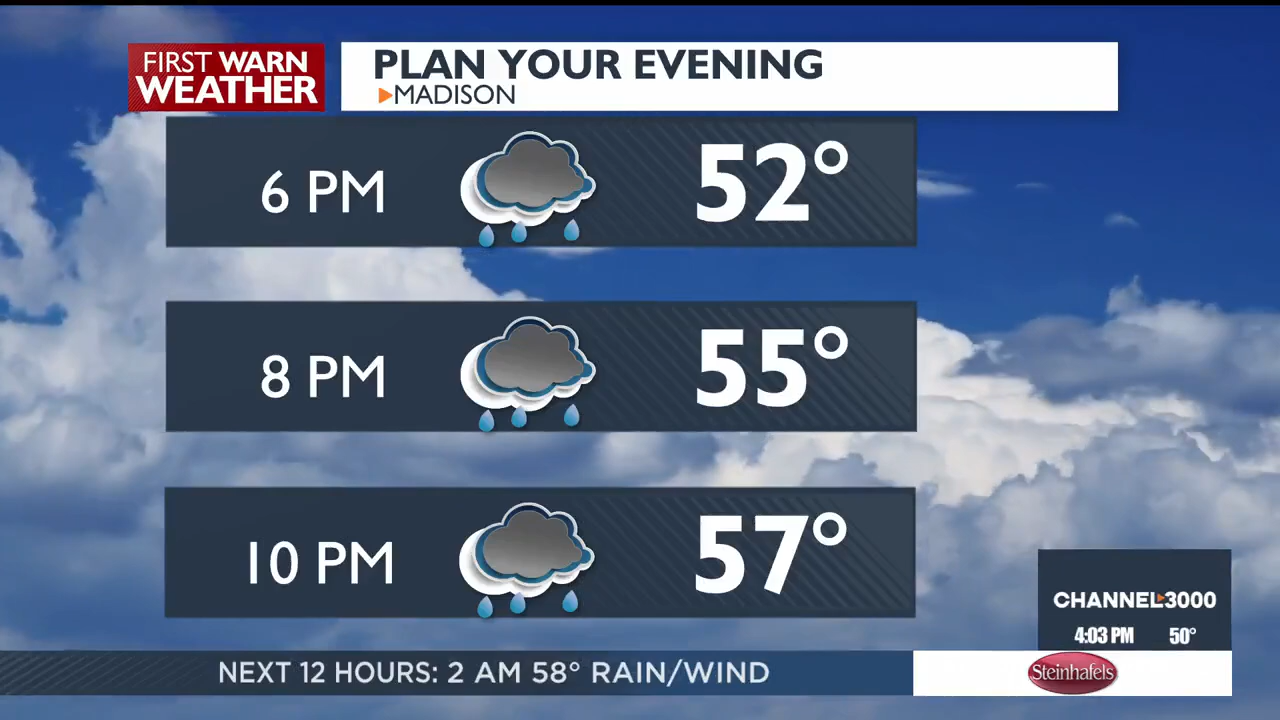 FIRST WARN
WEATHER
PLAN YOUR EVENING
MADISON
6 PM 52°
8 PM 55°
10 PM 57°
CHANNEL3000
4:03 PM 50°
NEXT 12 HOURS: 2 AM 58° RAIN/WIND
Steinhafels